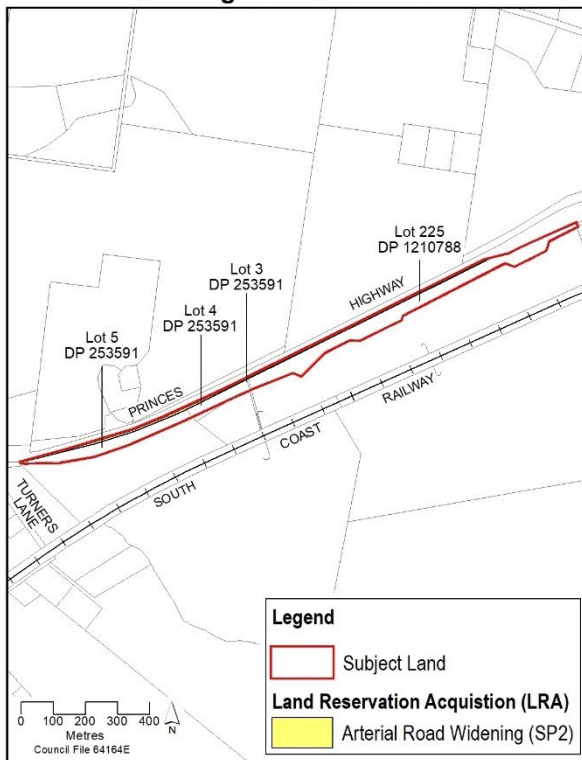 Lot 225
DP 1210788
Lot 3
DP 253591
Lot 4
DP 253591
Lot 5
DP 253591
HIGHWAY
PRINCES
RAILWAY
COAST
SOUTH
TURNERS
LANE
Legend
Subject Land
Land Reservation Acquistion (LRA)
Arterial Road Widening (SP2)
0 100 200 300 400
Metres
N
Council File 64164E